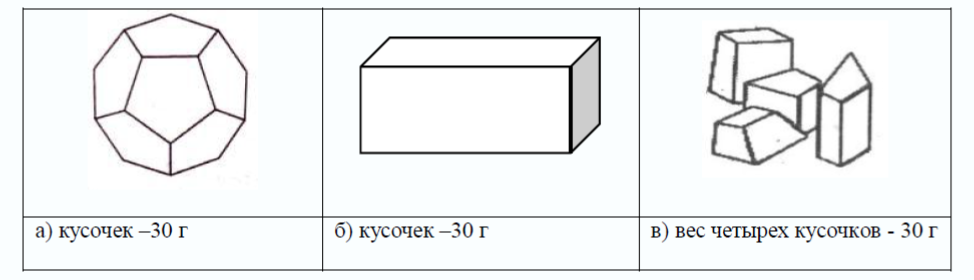 а) кусочек –30 г
б) кусочек –30 г
в) вес четырех кусочков - 30 г